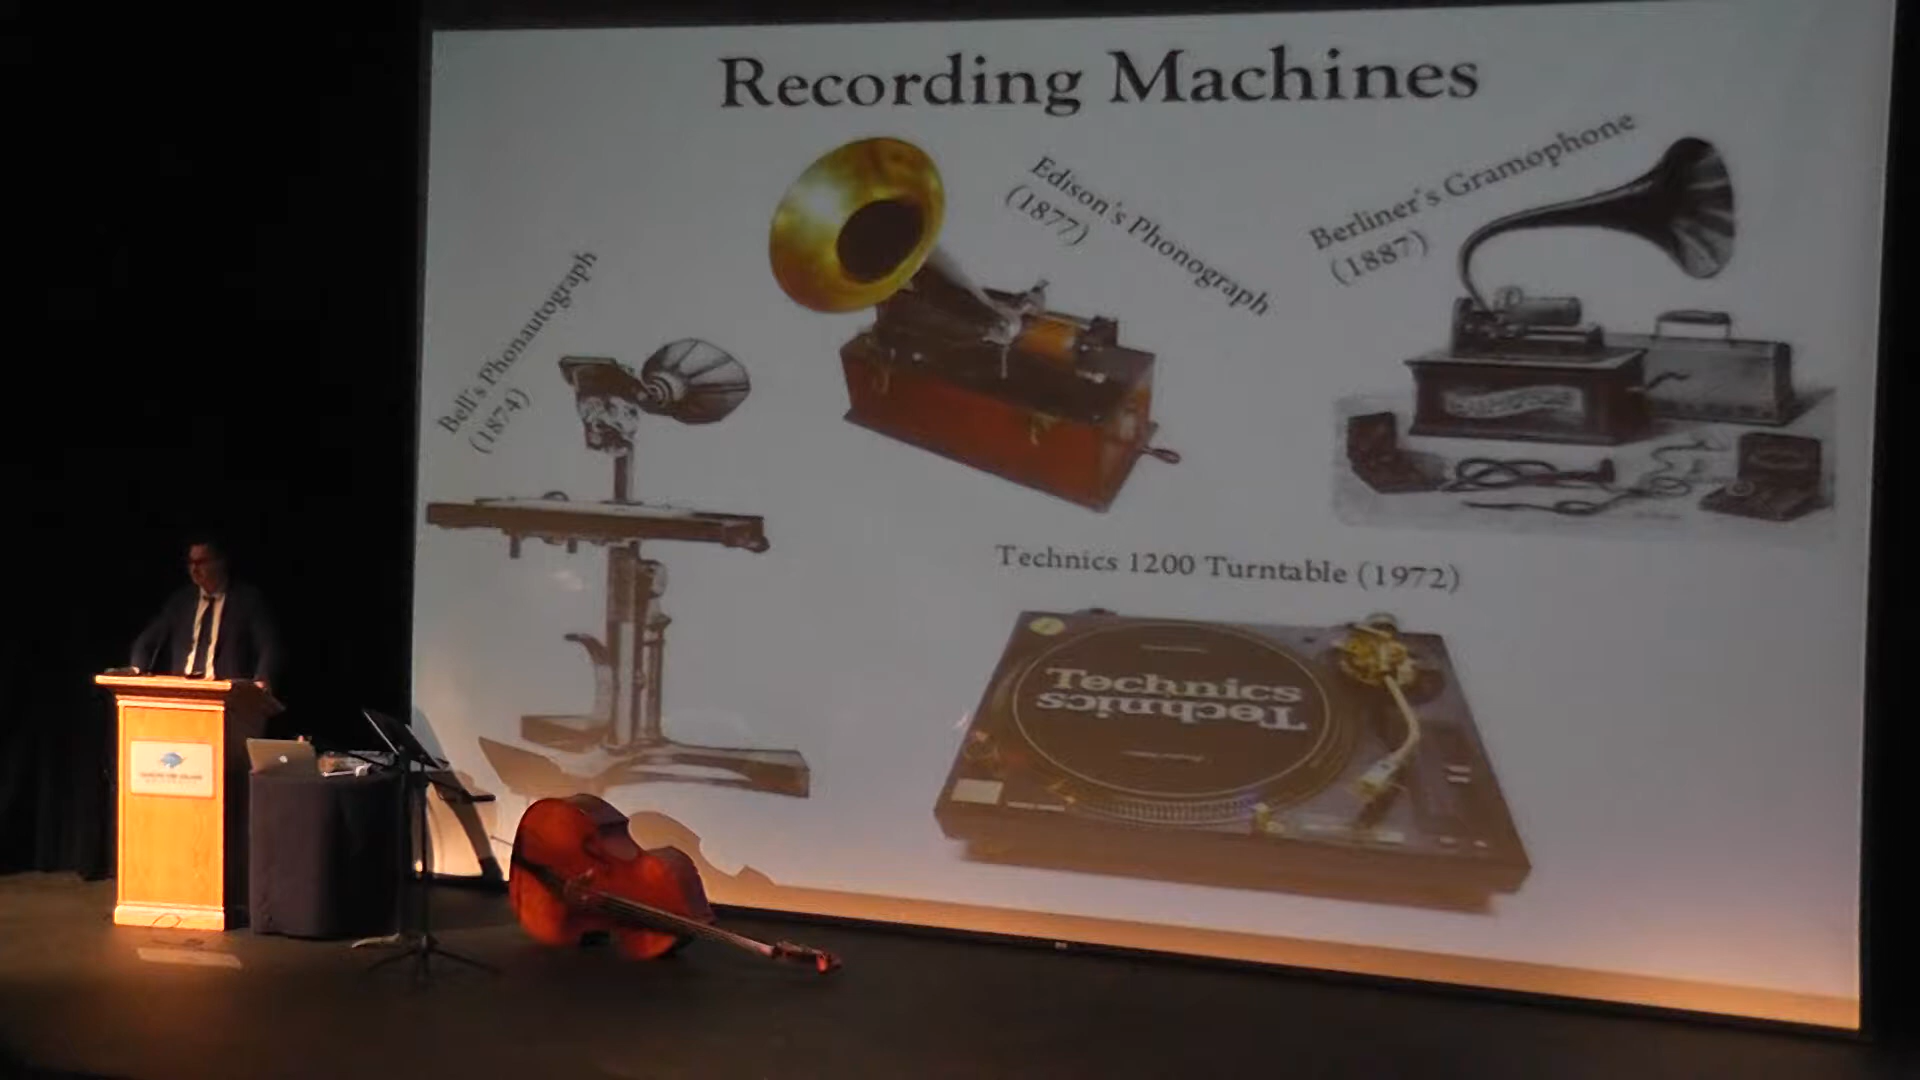 Recording Machines
Bell's Phonautograph
(1874)
Edison's Phonograph
(1877)
Berliner's Gramophone
(1887)
Technics 1200 Turntable (1972)
Technics
Technics